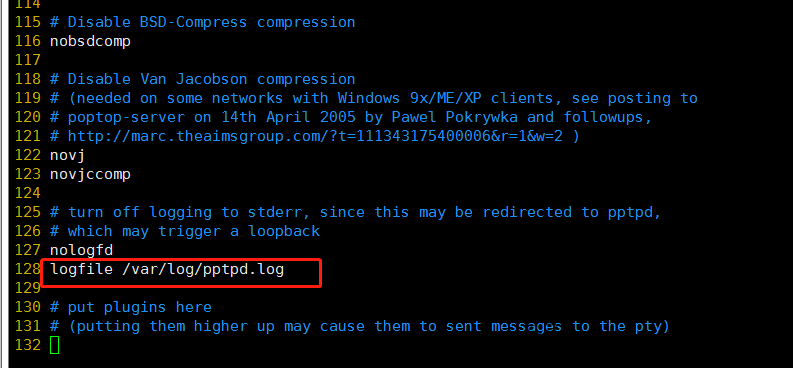 114
115 # Disable BSD-Compress compression
116 nobsdcomp
117
118 # Disable Van Jacobson compression
119 # (needed on some networks with Windows 9x/ME/XP clients, see posting to
120 # poptop-server on 14th April 2005 by Pawel Pokrywka and followups,
121 # http://marc.theaimsgroup.com/?t=111343175400006&r=1&w=2 )
122 novj
123 novjccomp
124
125 # turn off logging to stderr, since this may be redirected to pptpd,
126 # which may trigger a loopback
127 nologfd
128 logfile /var/log/pptpd.log
129
130 # put plugins here
131 # (putting them higher up may cause them to sent messages to the pty)
132